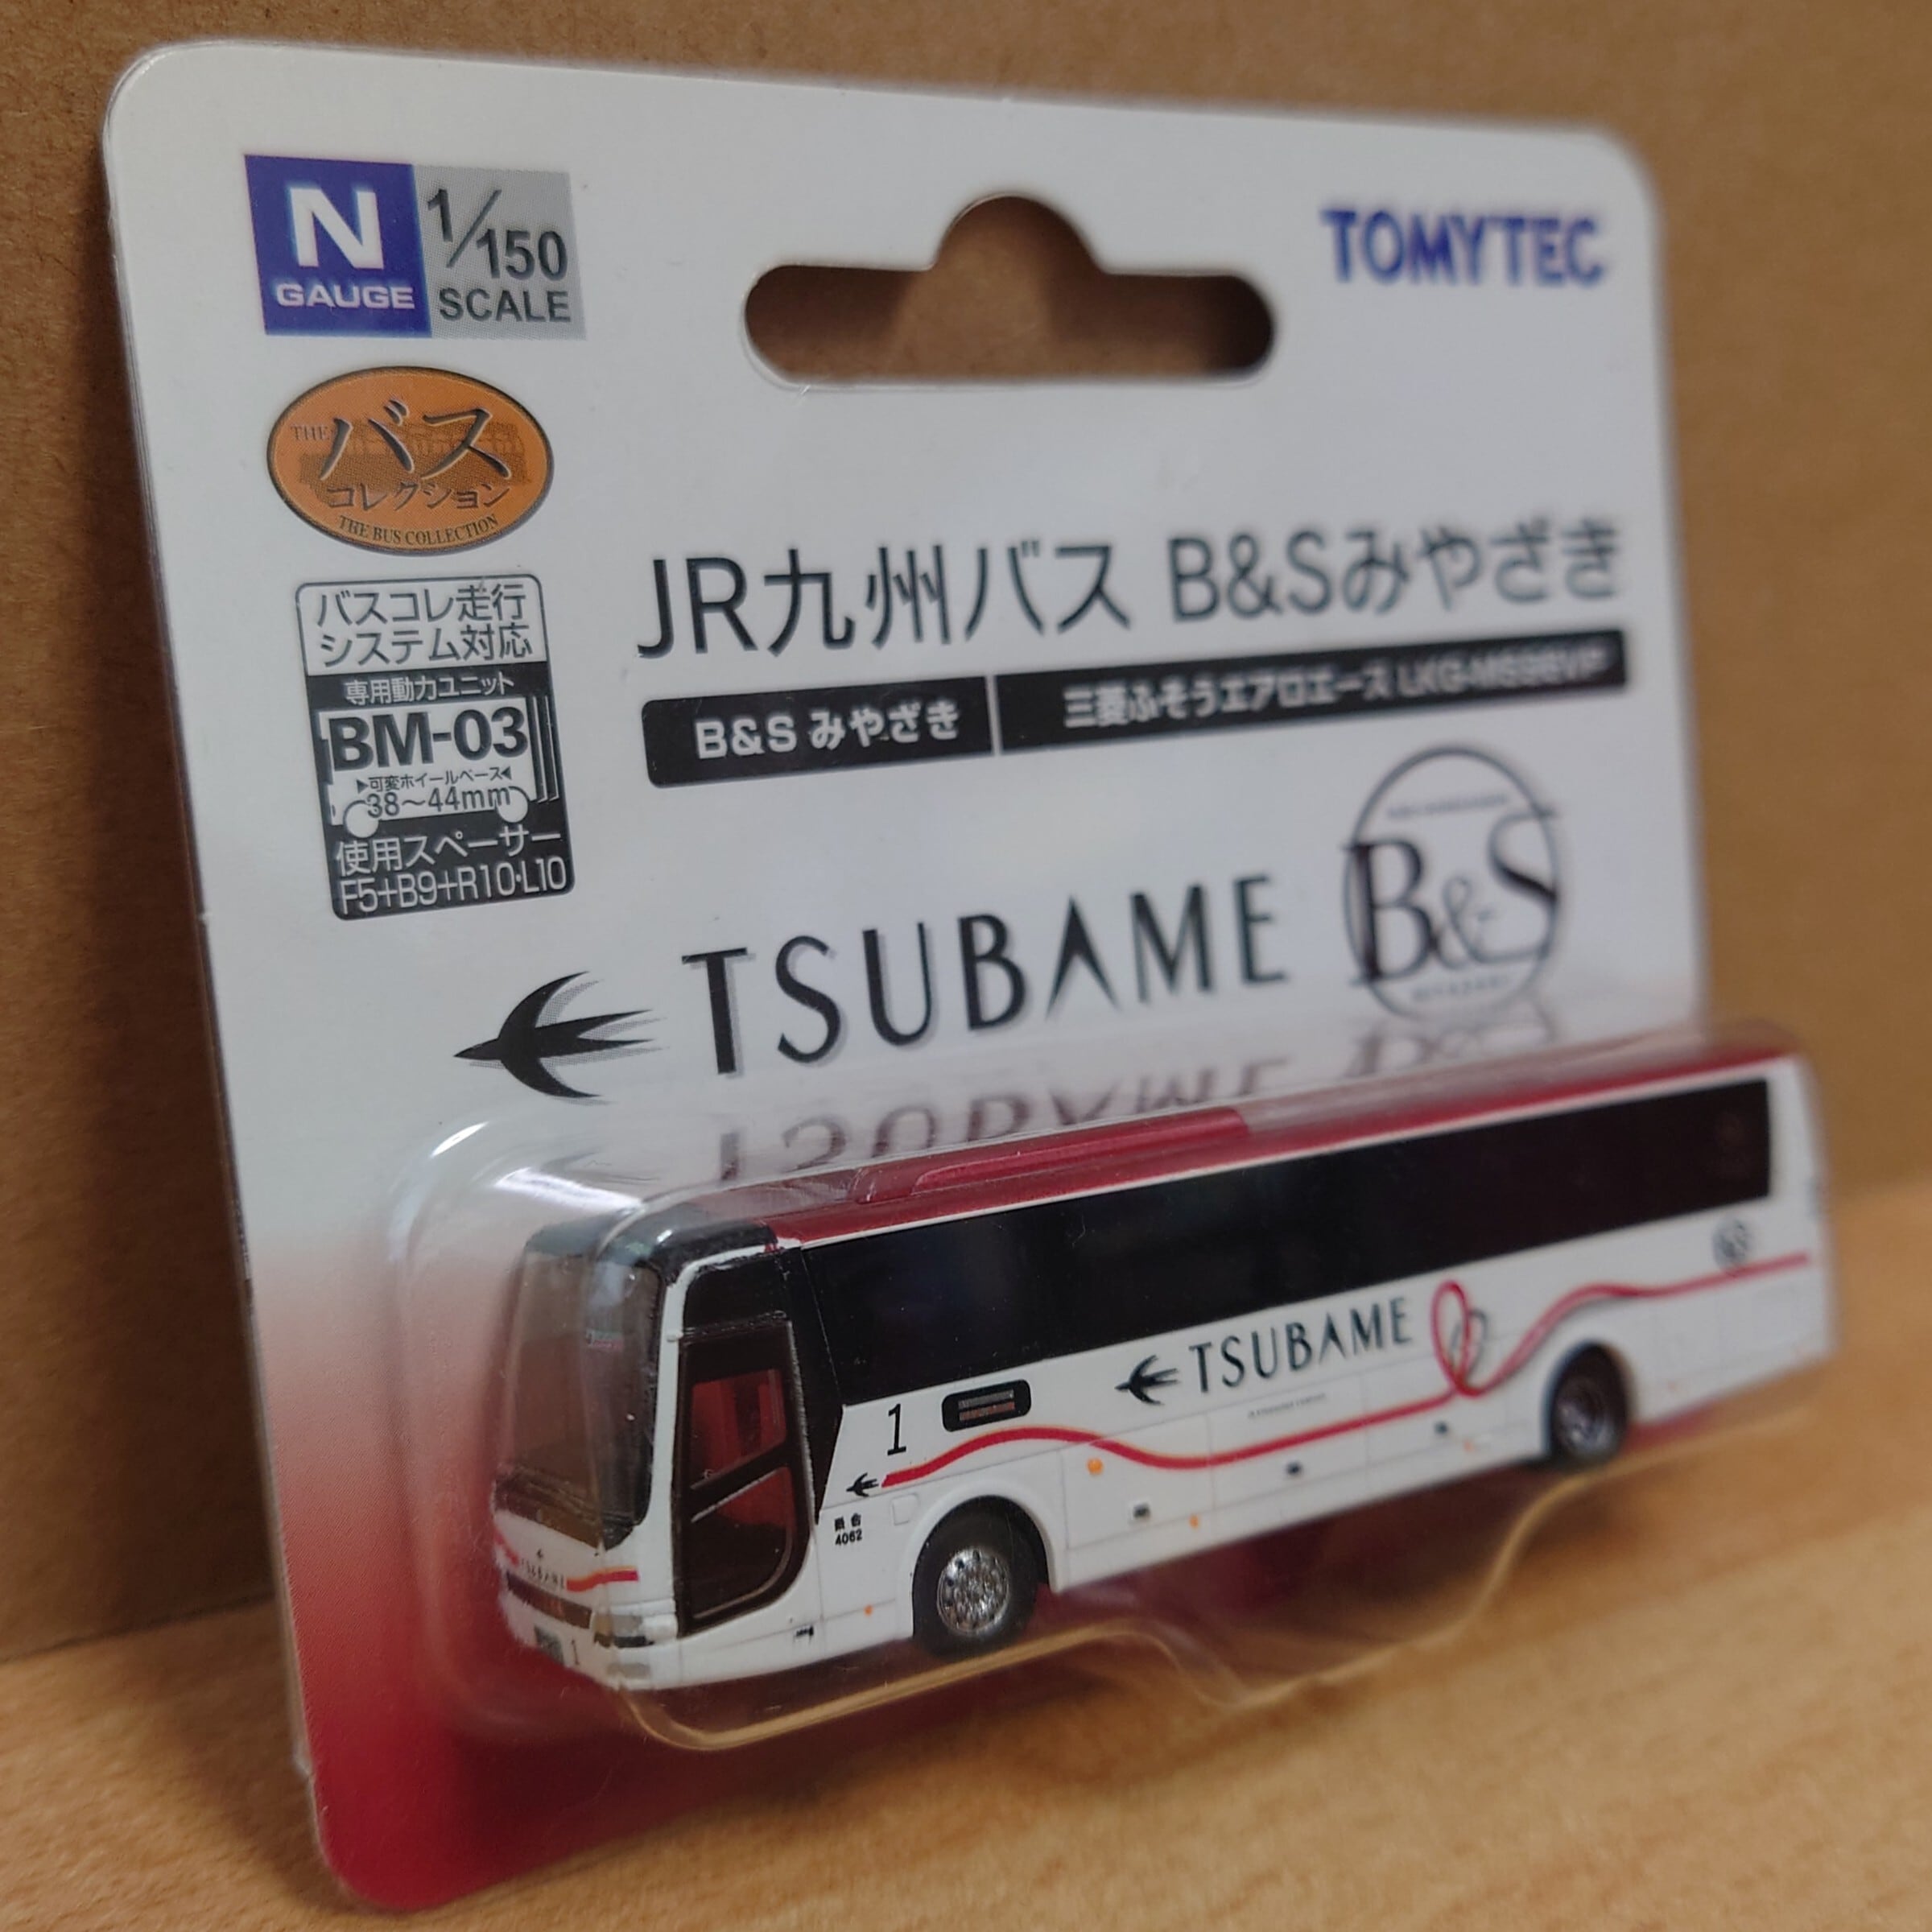 N
GAUGE
1/150
SCALE
TOMYTEC
THE
バス
コレクション
THE BUS COLLECTION
バスコレ走行
システム対応
専用動力ユニット
BM-03
▶可変ホイールベース◀
38~44mm
使用スペーサー
F5+B9+R10・L10
JR九州バス B&Sみやざき
B&S みやざき
三菱ふそうエアロエース LKG-MS96VP
TSUBAME
B&S
TSUBAME
1
4062
1